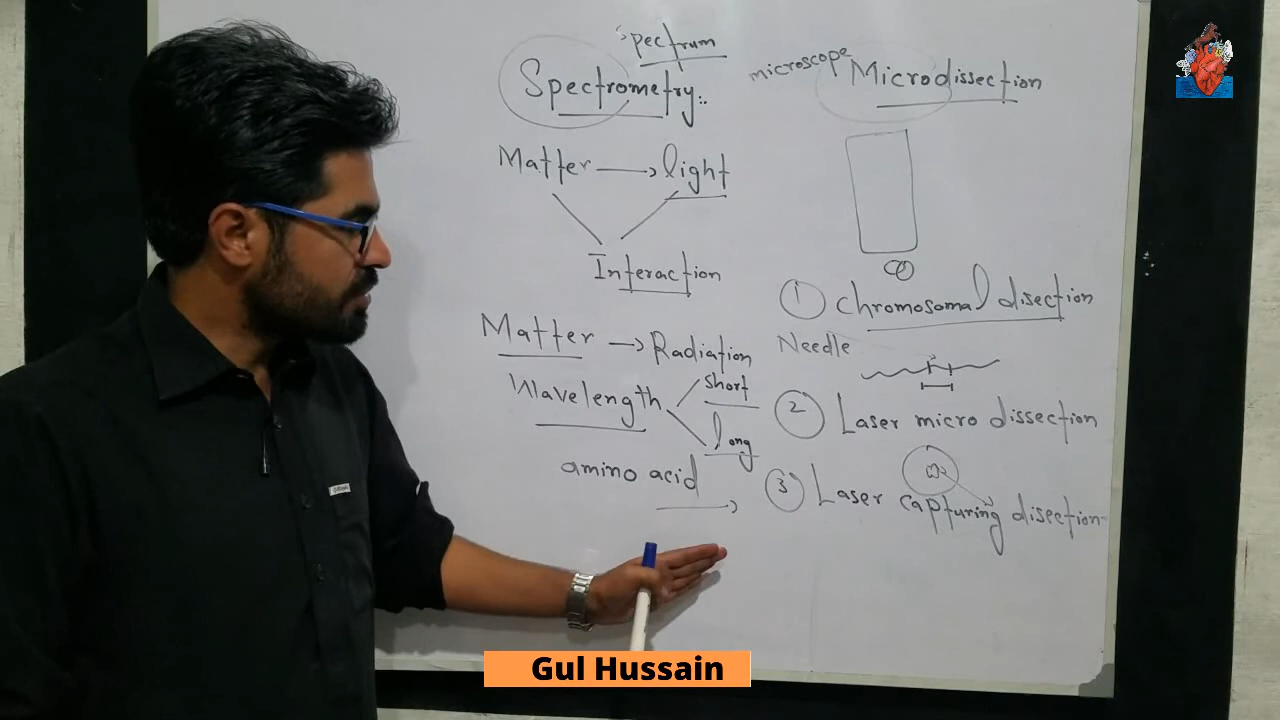 Spectrum
Spectrometry::
Matter → light
Interaction
Matter → Radiation
Wavelength
short
long
amino acid →
microscope
Microdissection
1 Chromosomal disection
Needle
2 Laser micro dissection
3 Laser capturing disection
Gul Hussain